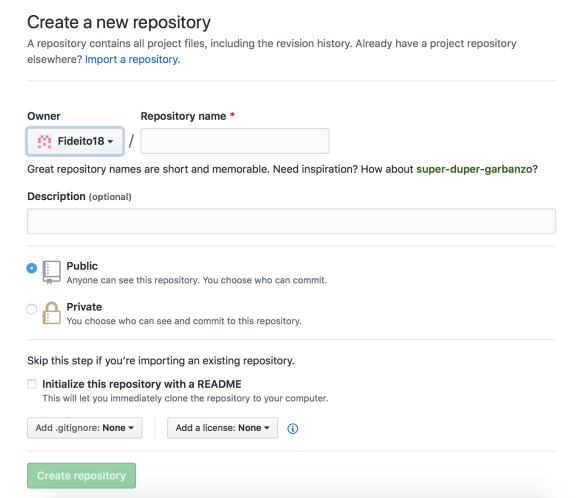 Create a new repository
A repository contains all project files, including the revision history. Already have a project repository
elsewhere? Import a repository.
Owner
Repository name *
Fideito18
/
Great repository names are short and memorable. Need inspiration? How about super-duper-garbanzo?
Description (optional)
Public
Anyone can see this repository. You choose who can commit.
Private
You choose who can see and commit to this repository.
Skip this step if you’re importing an existing repository.
Initialize this repository with a README
This will let you immediately clone the repository to your computer.
Add .gitignore: None
Add a license: None
Create repository